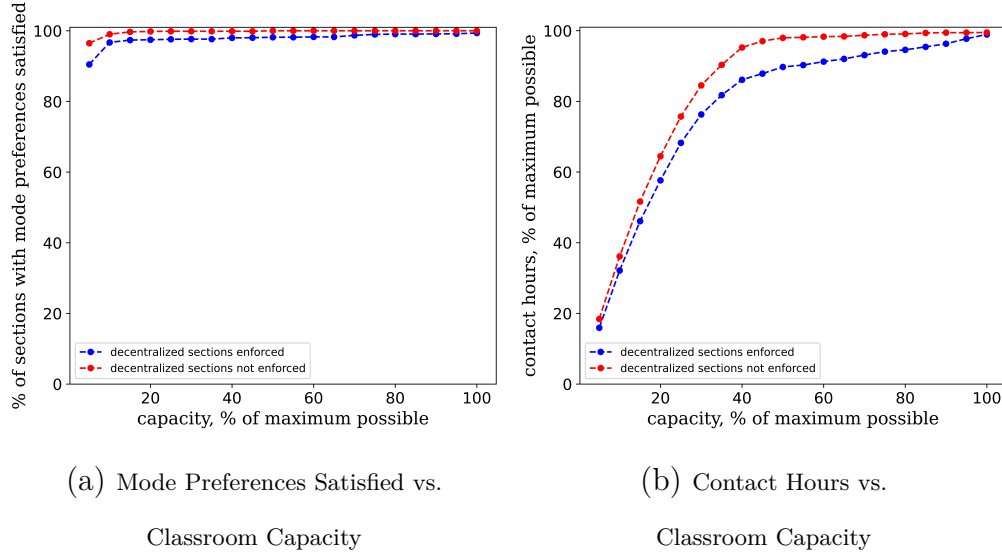 % of sections with mode preferences satisfied
100
80
60
40
20
0
decentralized sections enforced
decentralized sections not enforced
20 40 60 80 100
capacity, % of maximum possible
(a) Mode Preferences Satisfied vs.
Classroom Capacity
contact hours, % of maximum possible
100
80
60
40
20
0
decentralized sections enforced
decentralized sections not enforced
20 40 60 80 100
capacity, % of maximum possible
(b) Contact Hours vs.
Classroom Capacity